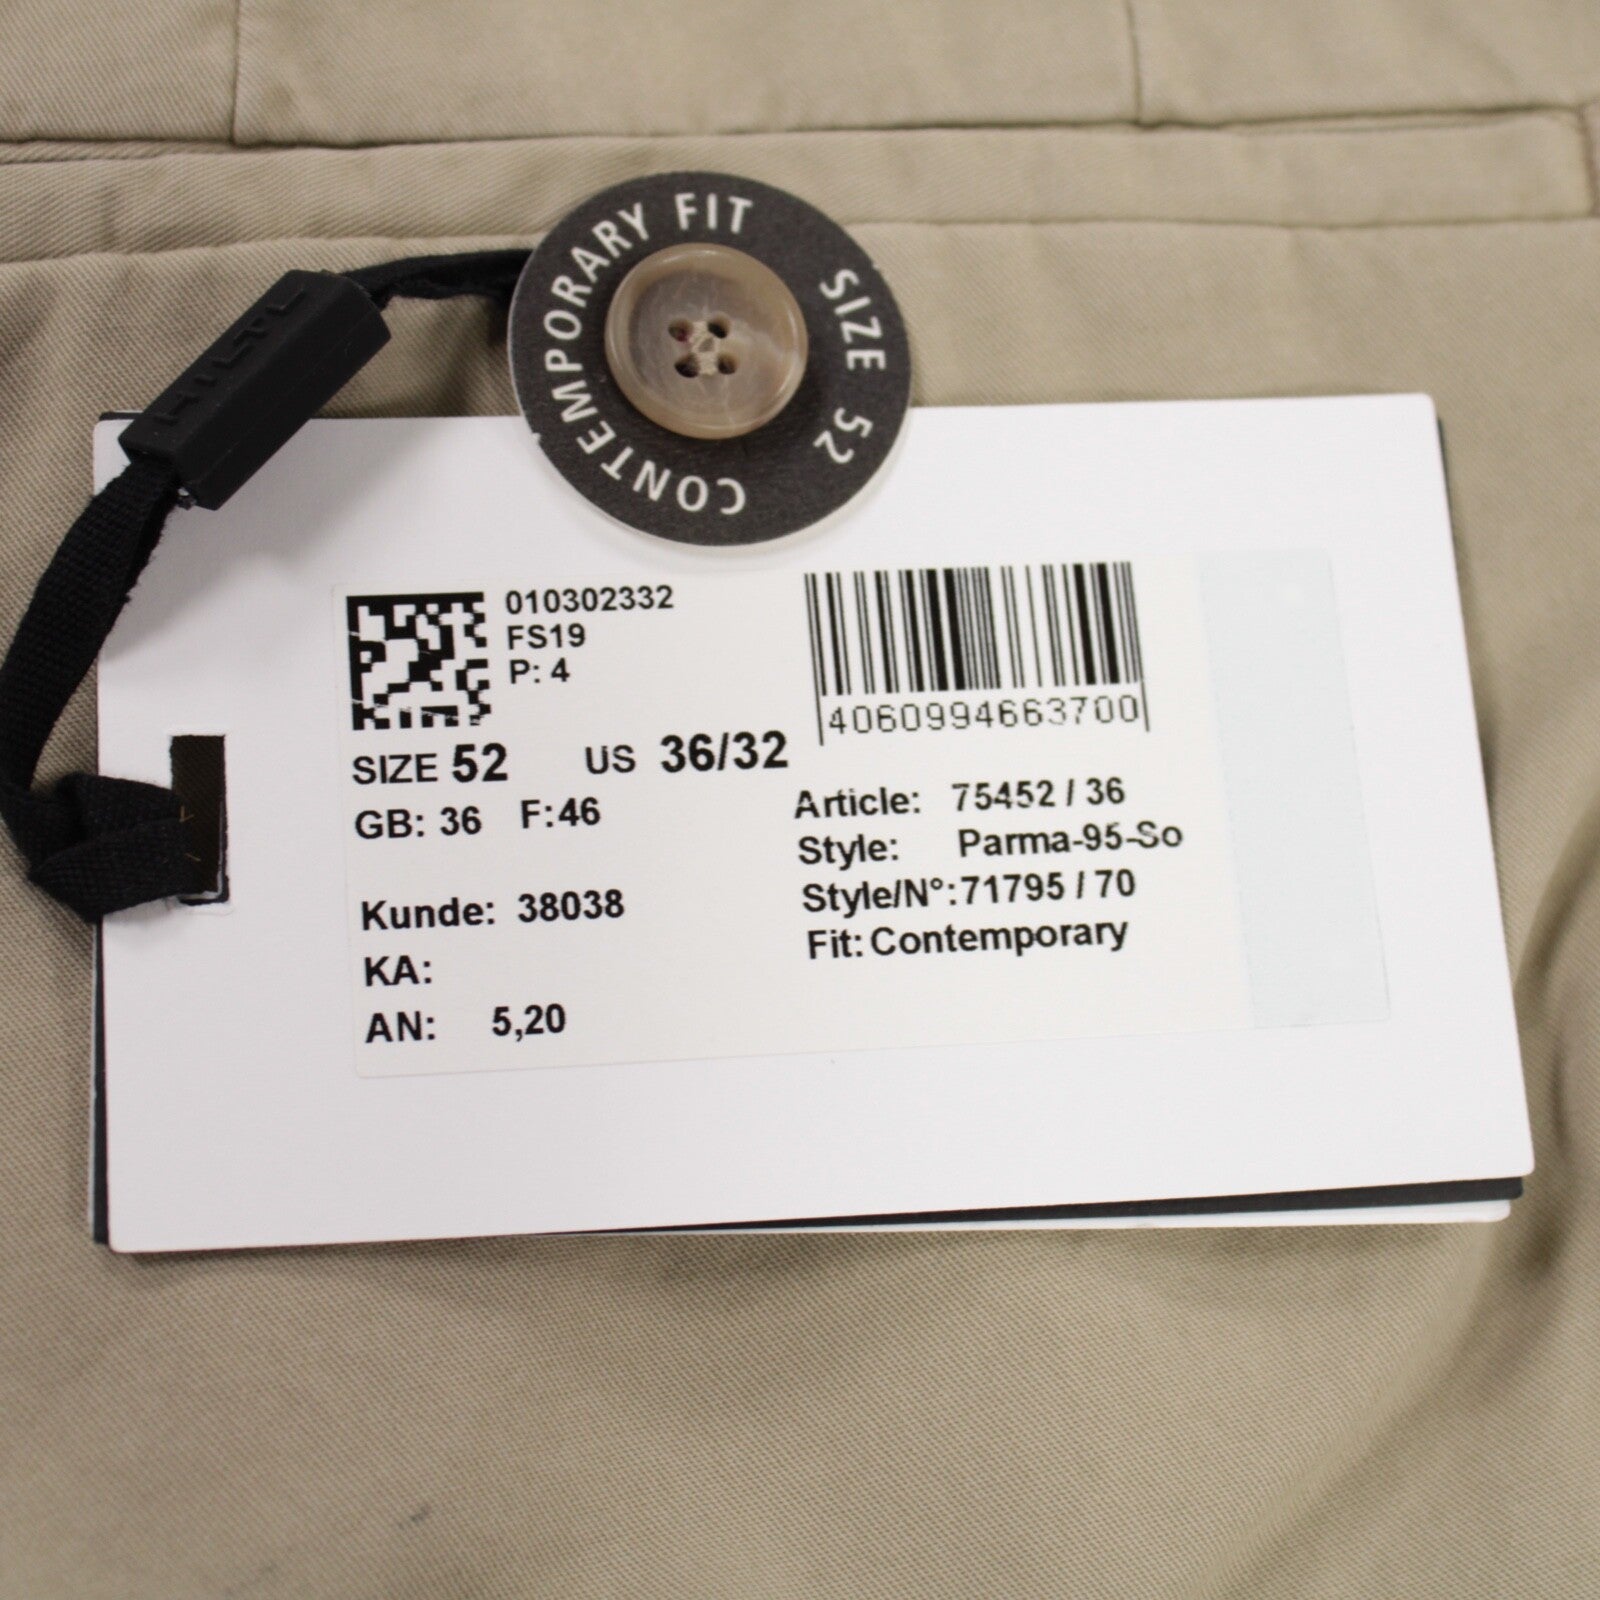 CONTEMPORARY FIT SIZE 52
HILTL
010302332
FS19
P: 4
4060994663700
SIZE 52 US 36/32
GB: 36 F:46
Article: 75452 / 36
Style: Parma-95-So
Style/N°:71795 / 70
Fit: Contemporary
Kunde: 38038
KA:
AN: 5,20